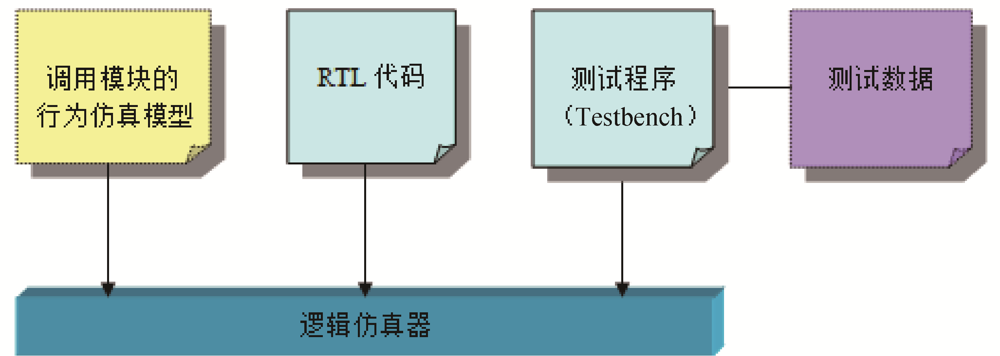 调用模块的
行为仿真模型
RTL 代码
测试程序
（Testbench）
测试数据
逻辑仿真器